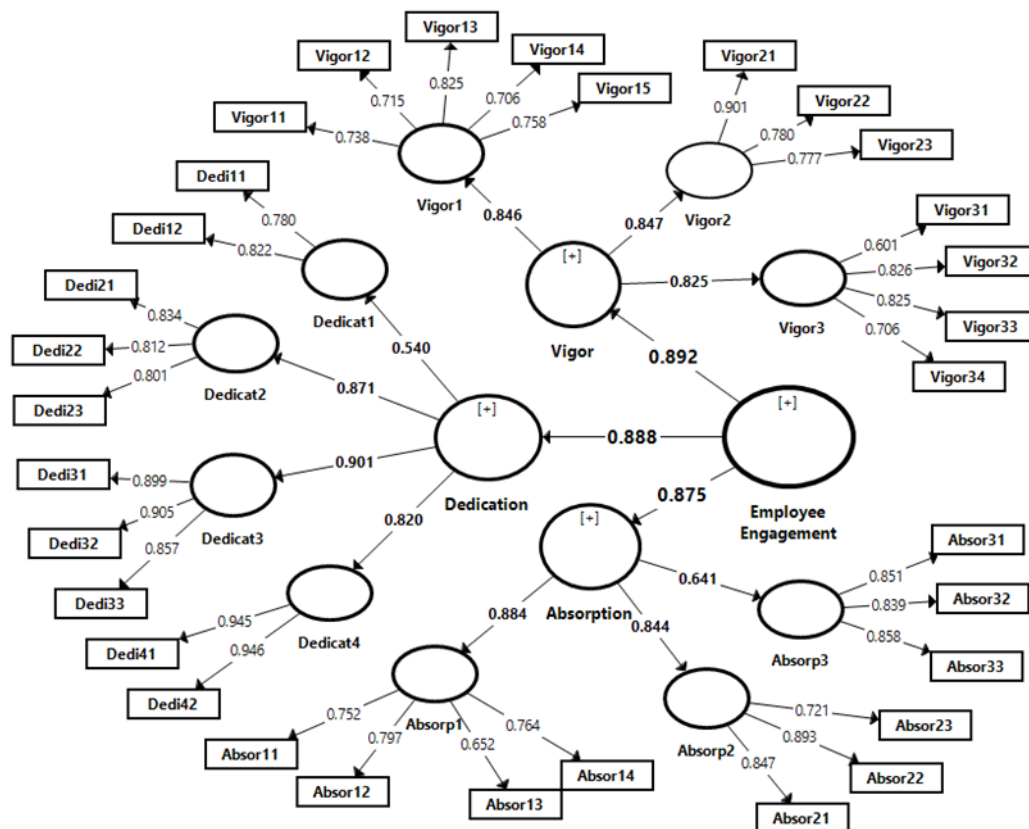 Vigor13
Vigor12
Vigor14
Vigor21
0.825
0.715
0.706
Vigor15
Vigor22
0.901
Vigor11
0.738
0.758
0.780
Vigor23
0.777
Dedi11
Vigor1
Vigor2
Vigor31
0.780
0.846
0.847
Dedi12
0.822
0.601
[+]
Vigor32
0.826
Dedi21
0.825
0.834
Dedicat1
0.825
Vigor33
Vigor3
0.706
Dedi22
0.812
0.540
Vigor
0.801
0.892
Vigor34
Dedicat2
0.871
Dedi23
[+]
[+]
0.888
Dedi31
0.901
0.899
0.875
0.905
Dedication
Employee
Engagement
[+]
0.820
Dedi32
0.857
Dedicat3
Absor31
0.641
0.851
Dedi33
Absor32
0.839
0.884
Absorption
0.945
0.844
0.858
Dedi41
Dedicat4
0.946
Absorp3
Absor33
Dedi42
0.752
0.764
0.721
Absor23
Absor11
0.797
Absorp1
0.652
0.893
Absorp2
0.847
Absor14
Absor22
Absor12
Absor13
Absor21